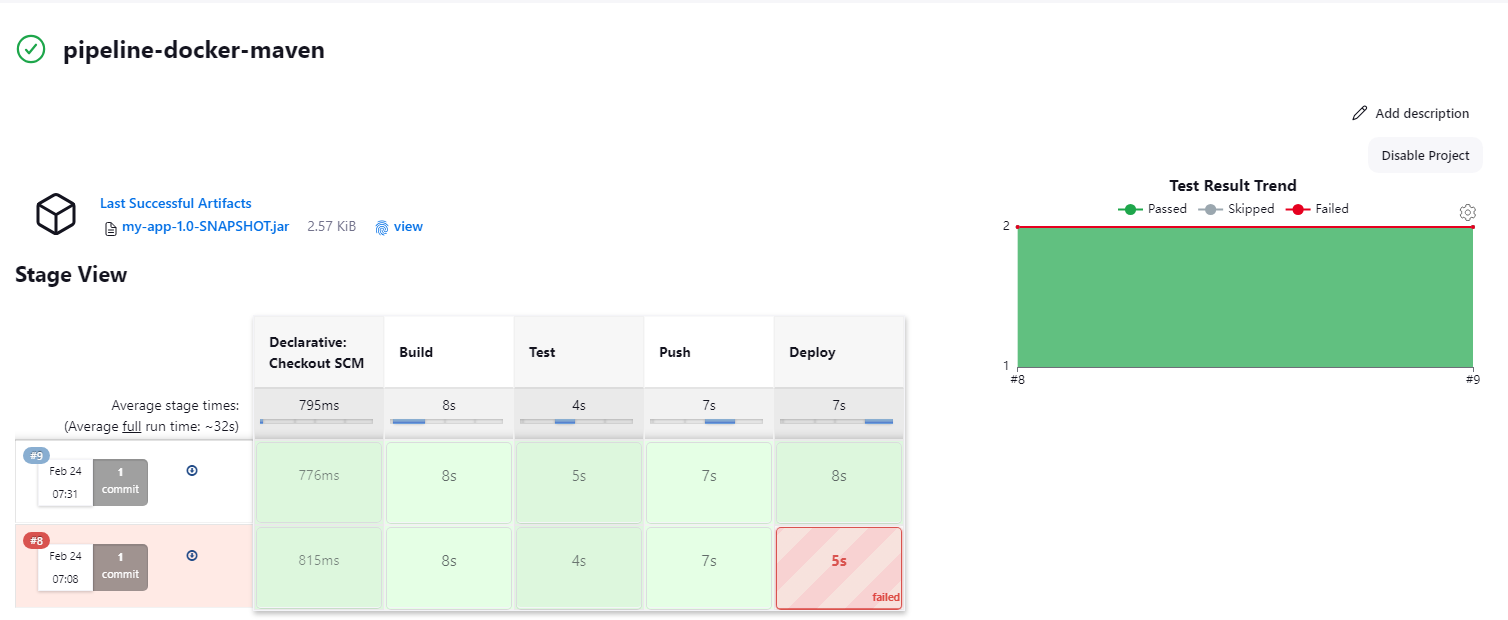 pipeline-docker-maven
Add description
Disable Project
Last Successful Artifacts
my-app-1.0-SNAPSHOT.jar 2.57 KiB view
Test Result Trend
Passed Skipped Failed
2
1
#8 #9
Stage View
Declarative: Checkout SCM
Build
Test
Push
Deploy
Average stage times:
(Average full run time: ~32s)
795ms 8s 4s 7s 7s
#9
Feb 24
07:31
1
commit
776ms 8s 5s 7s 8s
#8
Feb 24
07:08
1
commit
815ms 8s 4s 7s 5s
failed